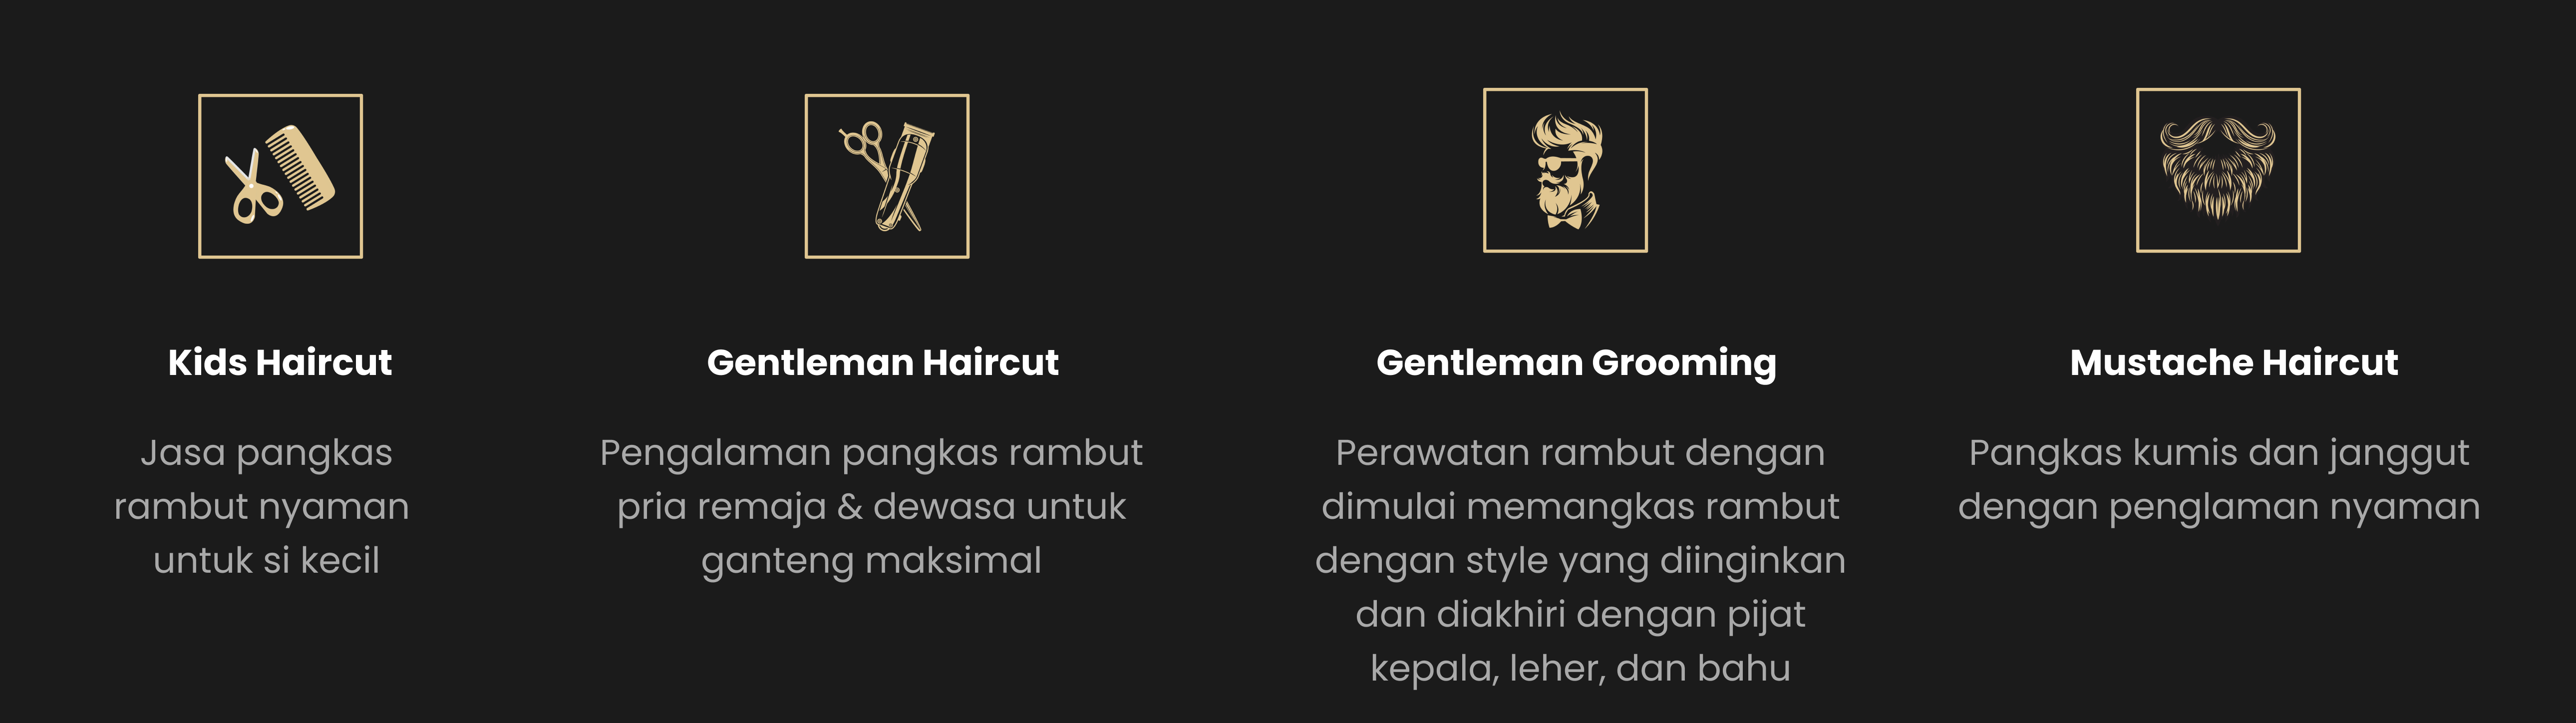 Kids Haircut
Jasa pangkas
rambut nyaman
untuk si kecil
Gentleman Haircut
Pengalaman pangkas rambut
pria remaja & dewasa untuk
ganteng maksimal
Gentleman Grooming
Perawatan rambut dengan
dimulai memangkas rambut
dengan style yang diinginkan
dan diakhiri dengan pijat
kepala, leher, dan bahu
Mustache Haircut
Pangkas kumis dan janggut
dengan penglaman nyaman